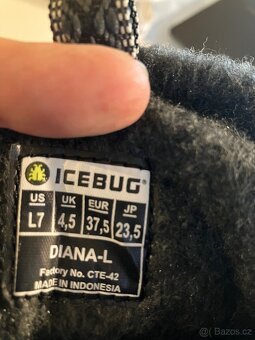 ICEBUG®
US UK EUR JP
L7 4,5 37,5 23,5
DIANA-L
Factory No. CTE-42
MADE IN INDONESIA
Bazoš.cz